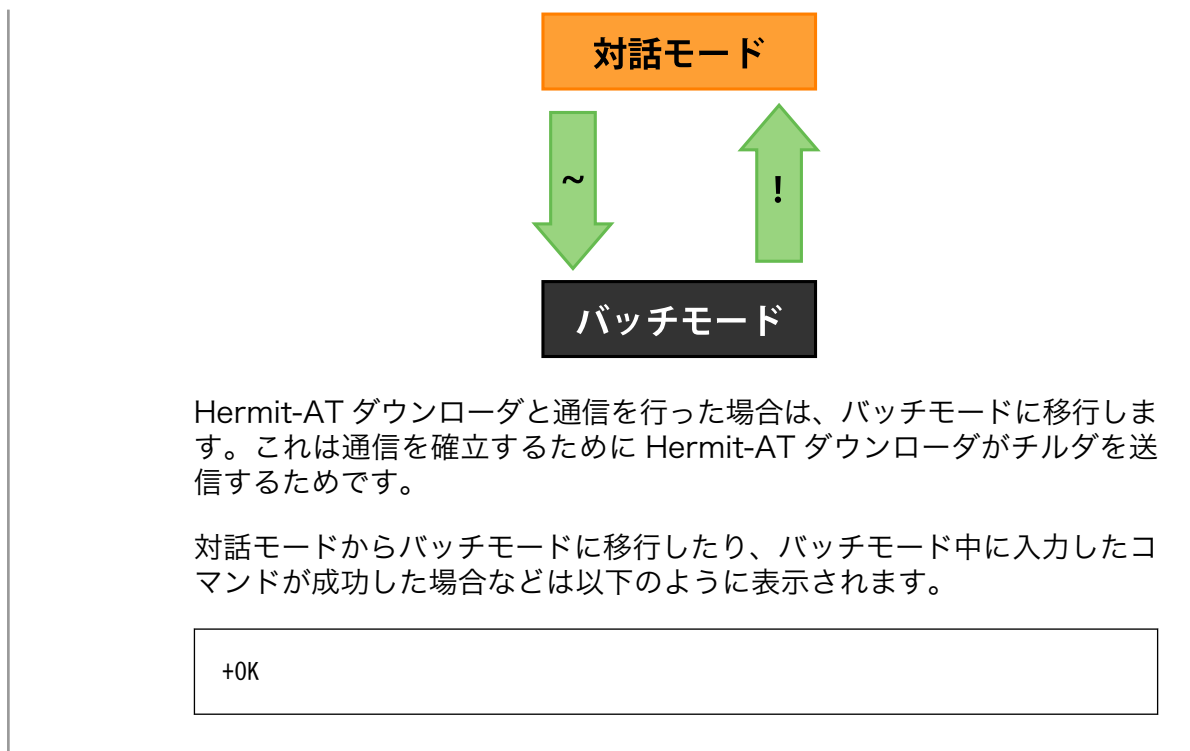 対話モード
~
!
バッチモード
Hermit-AT ダウンローダと通信を行った場合は、バッチモードに移行しま
す。これは通信を確立するために Hermit-AT ダウンローダがチルダを送
信するためです。
対話モードからバッチモードに移行したり、バッチモード中に入力したコ
マンドが成功した場合などは以下のように表示されます。
+OK